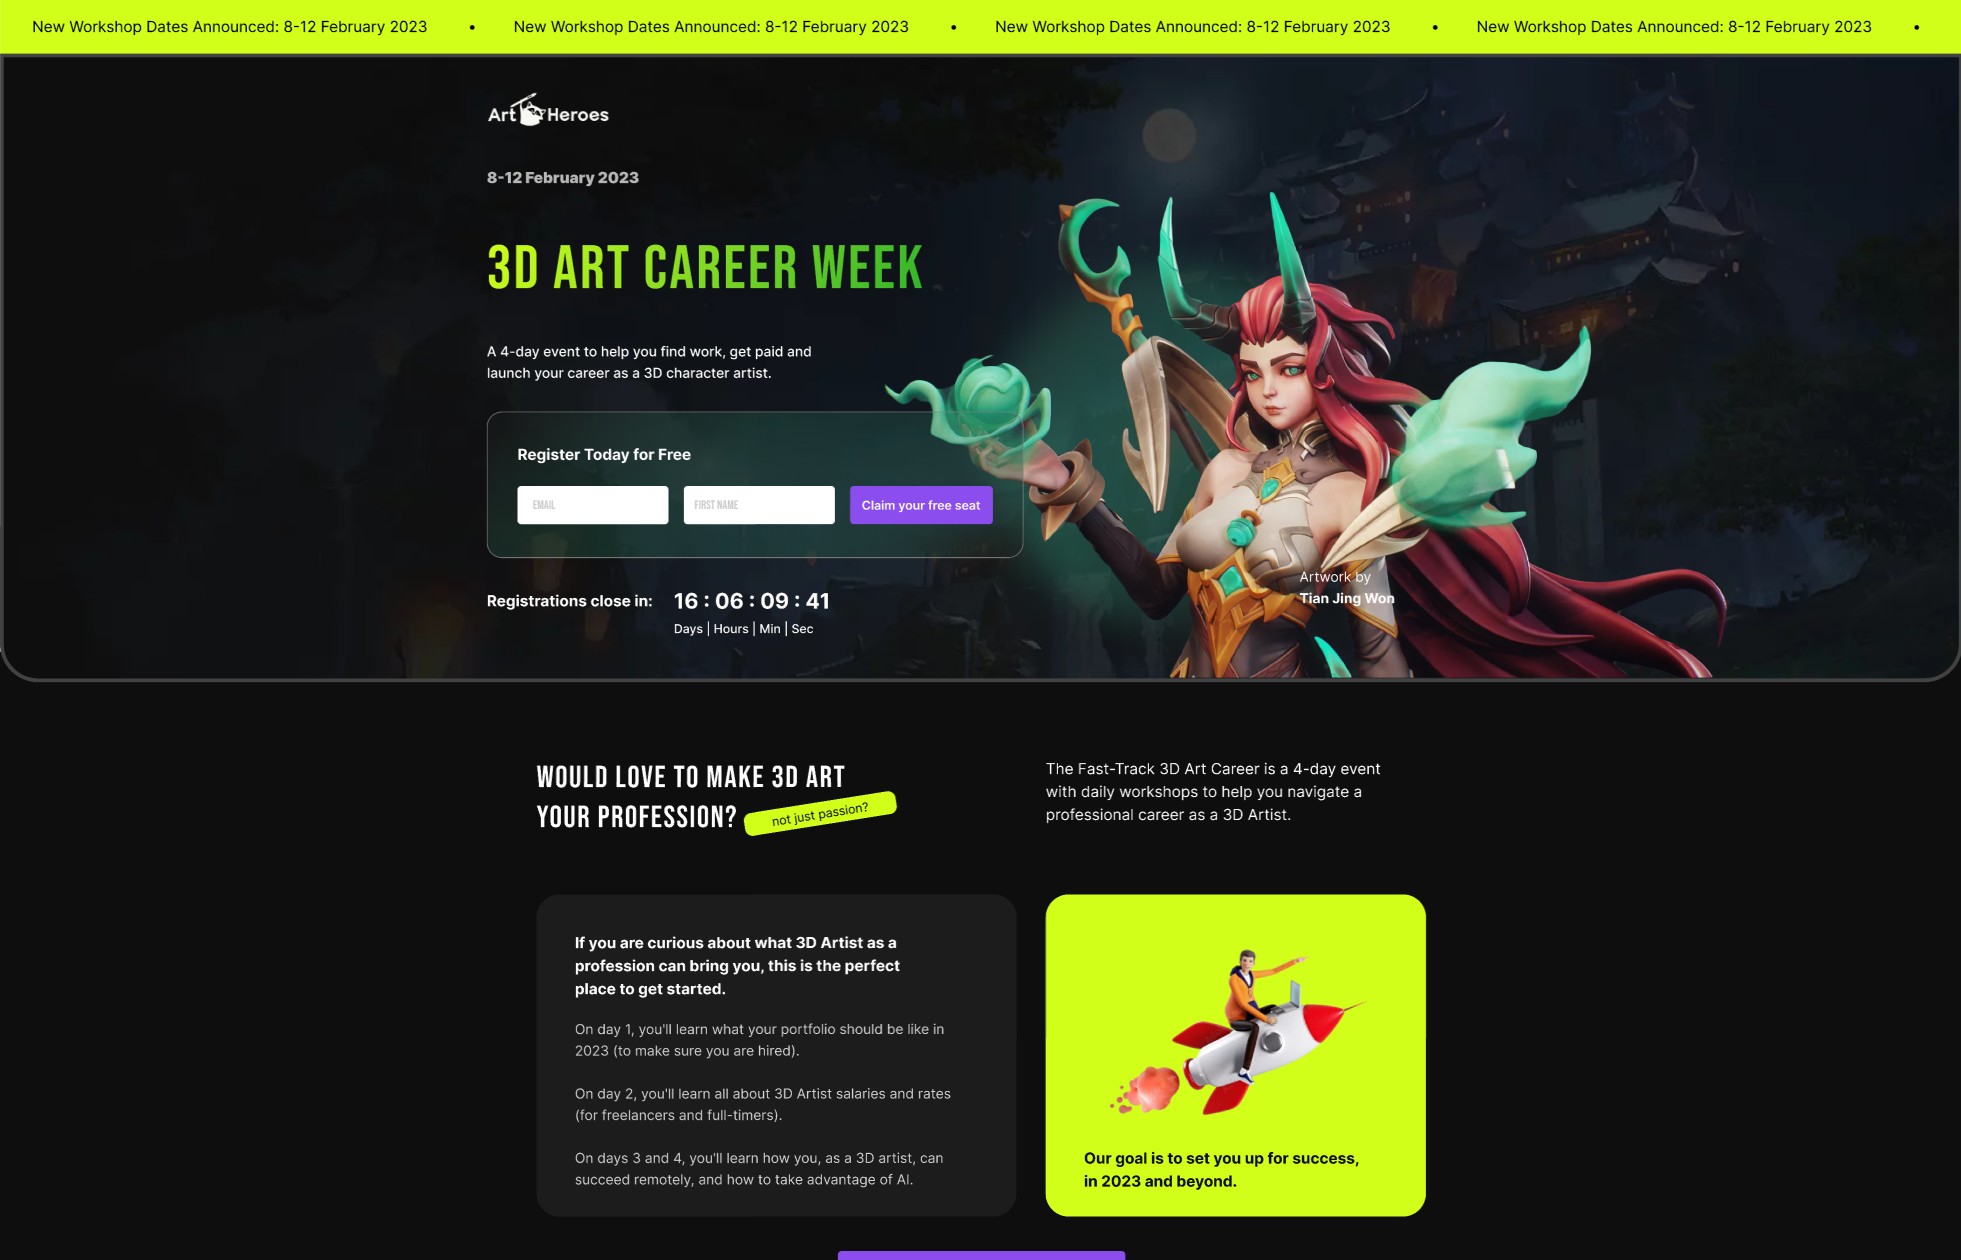 New Workshop Dates Announced: 8-12 February 2023 • New Workshop Dates Announced: 8-12 February 2023 • New Workshop Dates Announced: 8-12 February 2023 • New Workshop Dates Announced: 8-12 February 2023 •
Art Heroes
8-12 February 2023
3D ART CAREER WEEK
A 4-day event to help you find work, get paid and
launch your career as a 3D character artist.
Register Today for Free
EMAIL FIRST NAME Claim your free seat
Artwork by
Tian Jing Won
Registrations close in: 16 : 06 : 09 : 41
Days | Hours | Min | Sec
WOULD LOVE TO MAKE 3D ART
YOUR PROFESSION? not just passion?
The Fast-Track 3D Art Career is a 4-day event
with daily workshops to help you navigate a
professional career as a 3D Artist.
If you are curious about what 3D Artist as a
profession can bring you, this is the perfect
place to get started.
On day 1, you'll learn what your portfolio should be like in
2023 (to make sure you are hired).
On day 2, you'll learn all about 3D Artist salaries and rates
(for freelancers and full-timers).
On days 3 and 4, you'll learn how you, as a 3D artist, can
succeed remotely, and how to take advantage of AI.
Our goal is to set you up for success,
in 2023 and beyond.